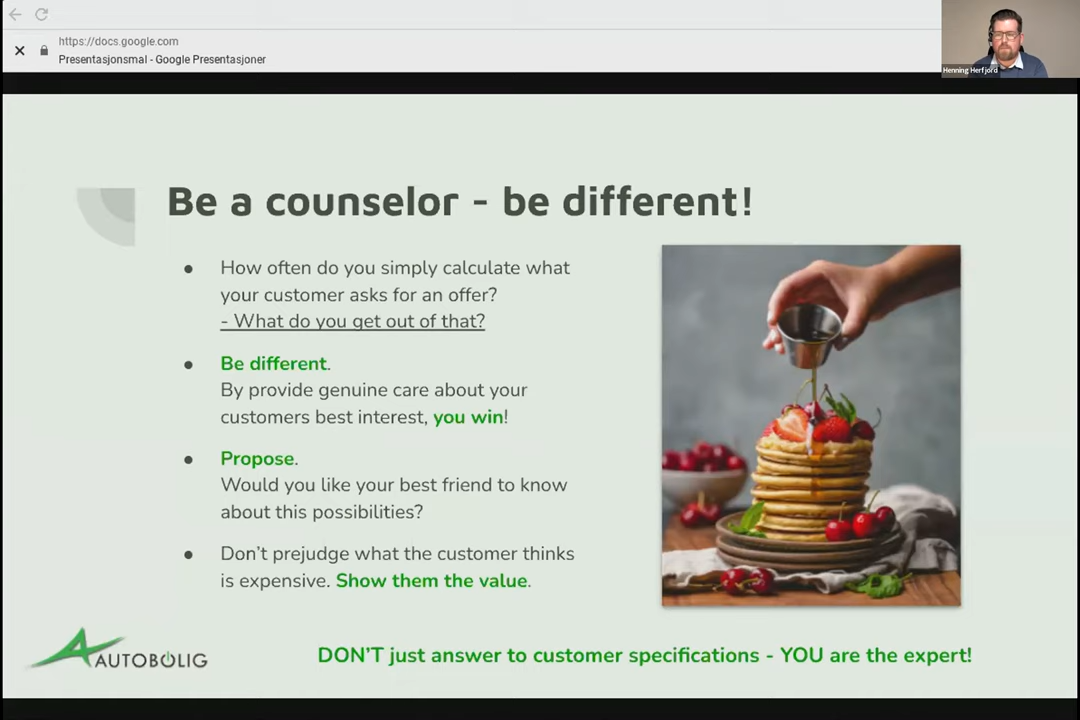 https://docs.google.com
Presentasjonsmal - Google Presentasjoner
Henning Herfjord
Be a counselor - be different!
How often do you simply calculate what
your customer asks for an offer?
- What do you get out of that?
Be different.
By provide genuine care about your
customers best interest, you win!
Propose.
Would you like your best friend to know
about this possibilities?
Don't prejudge what the customer thinks
is expensive. Show them the value.
AUTOBOLIG
DON'T just answer to customer specifications - YOU are the expert!